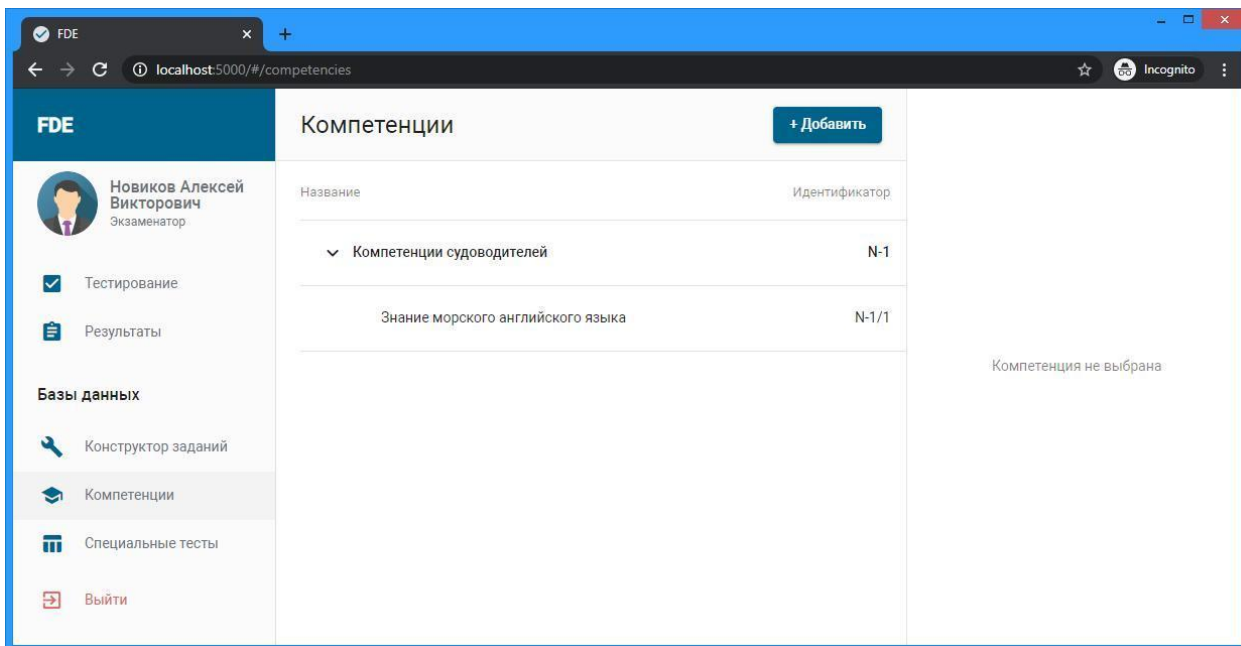 FDE
localhost:5000/#/competencies
Incognito
FDE
Новиков Алексей
Викторович
Экзаменатор
Тестирование
Результаты
Базы данных
Конструктор заданий
Компетенции
Специальные тесты
Выйти
Компетенции
+ Добавить
Название
Идентификатор
Компетенции судоводителей
N-1
Знание морского английского языка
N-1/1
Компетенция не выбрана